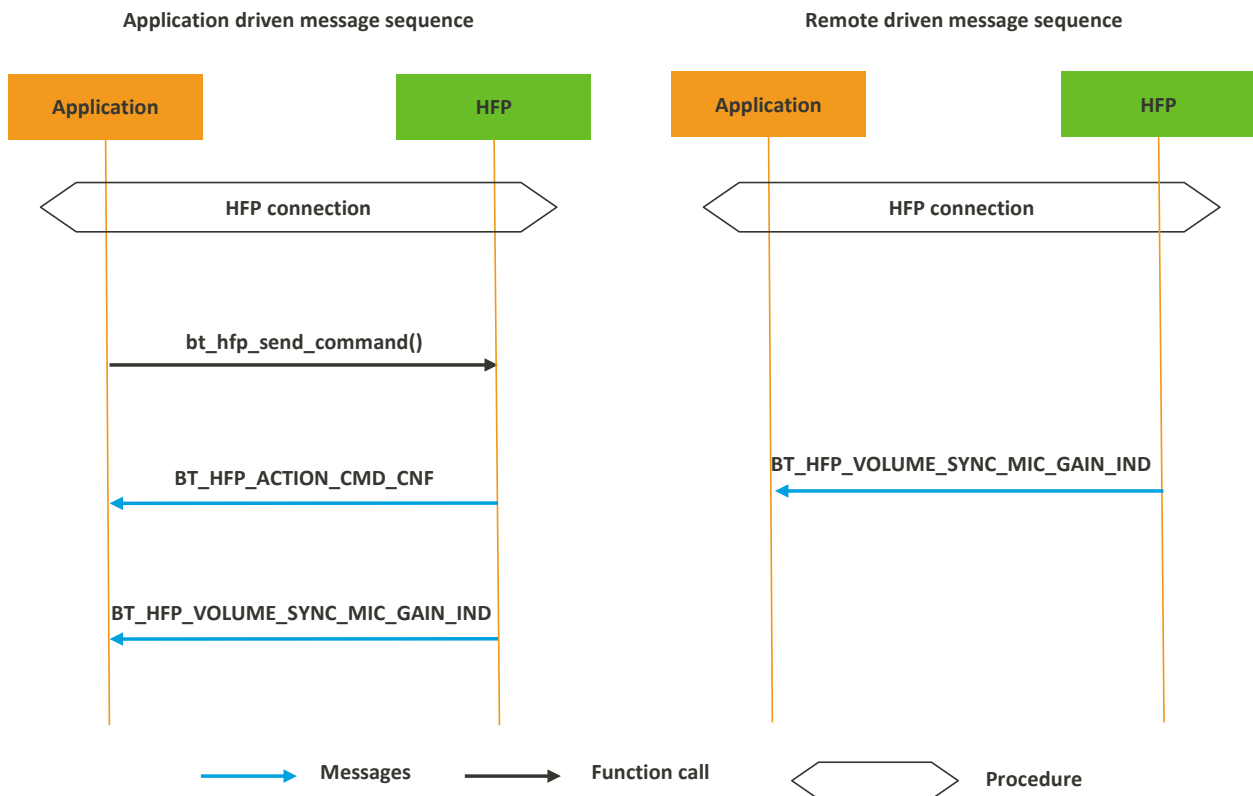 Application driven message sequence
Remote driven message sequence
Application
HFP
Application
HFP
HFP connection
HFP connection
bt_hfp_send_command()
BT_HFP_VOLUME_SYNC_MIC_GAIN_IND
BT_HFP_ACTION_CMD_CNF
BT_HFP_VOLUME_SYNC_MIC_GAIN_IND
Messages
Function call
Procedure